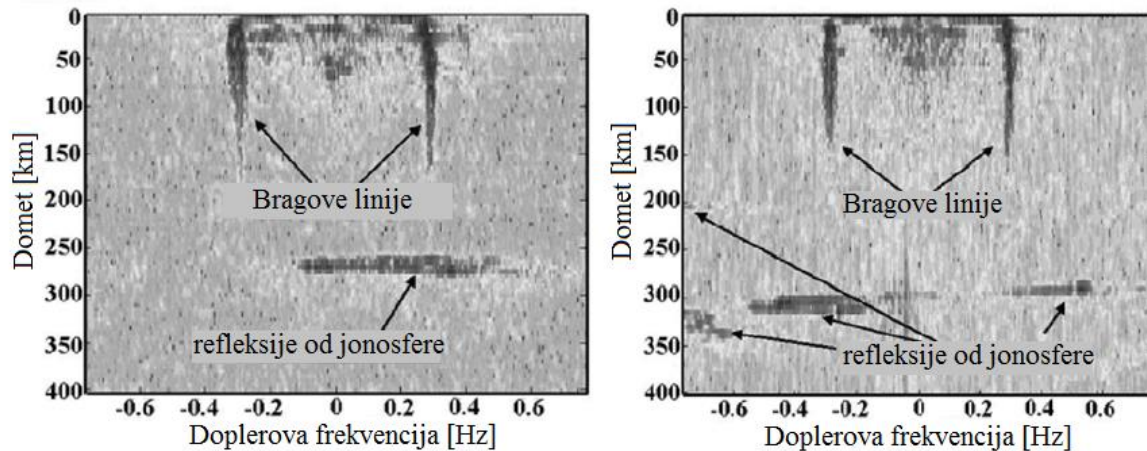 0
50
100
150
200
250
300
350
400
Domet [km]
Bragove linije
refleksije od jonosfere
-0.6 -0.4 -0.2 0 0.2 0.4 0.6
Doplerova frekvencija [Hz]
0
50
100
150
200
250
300
350
400
Domet [km]
Bragove linije
refleksije od jonosfere
-0.6 -0.4 -0.2 0 0.2 0.4 0.6
Doplerova frekvencija [Hz]